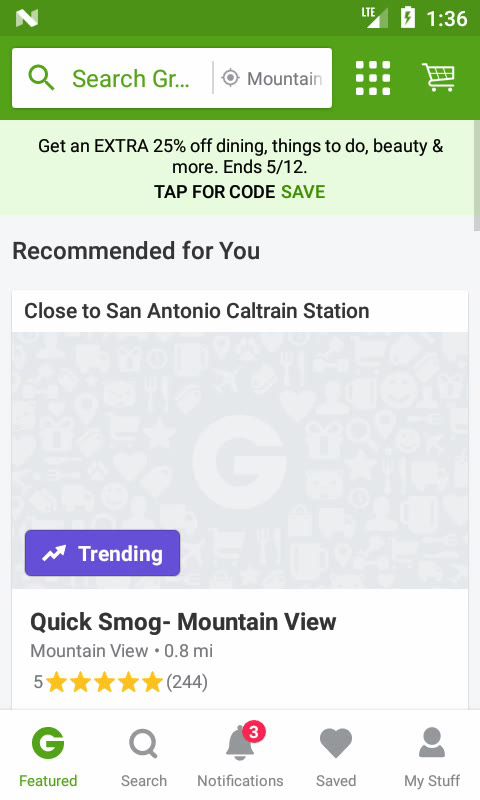 LTE 1:36
Search Gr... Mountain
Get an EXTRA 25% off dining, things to do, beauty &
more. Ends 5/12.
TAP FOR CODE SAVE
Recommended for You
Close to San Antonio Caltrain Station
G
Trending
Quick Smog- Mountain View
Mountain View • 0.8 mi
5 (244)
3
G
Featured Search Notifications Saved My Stuff